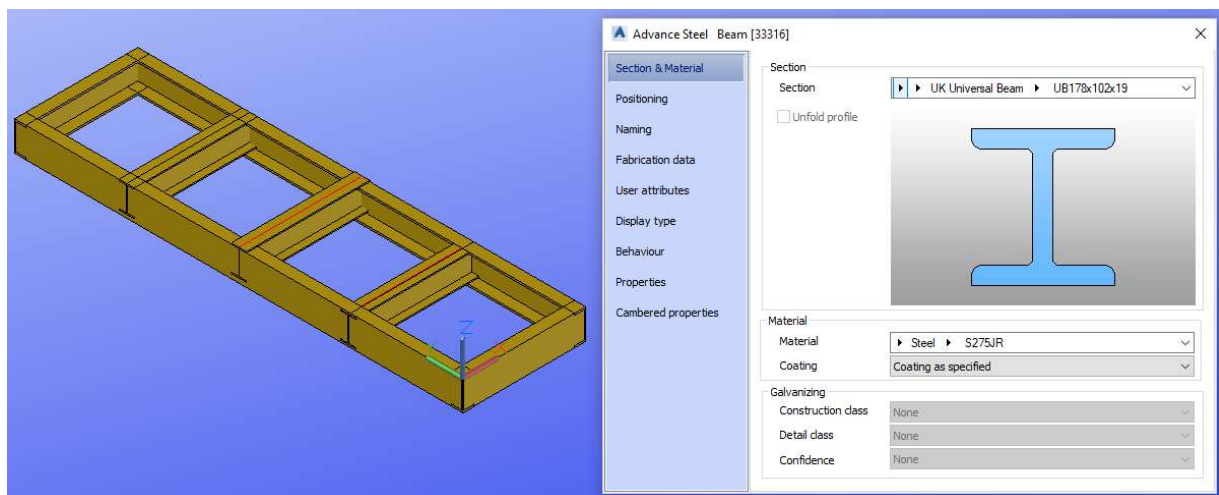 Advance Steel Beam [33316]
Section & Material
Positioning
Naming
Fabrication data
User attributes
Display type
Behaviour
Properties
Cambered properties
Section
Section UK Universal Beam UB178x102x19
Unfold profile
Material
Material Steel S275JR
Coating Coating as specified
Galvanizing
Construction class None
Detail class None
Confidence None
Z